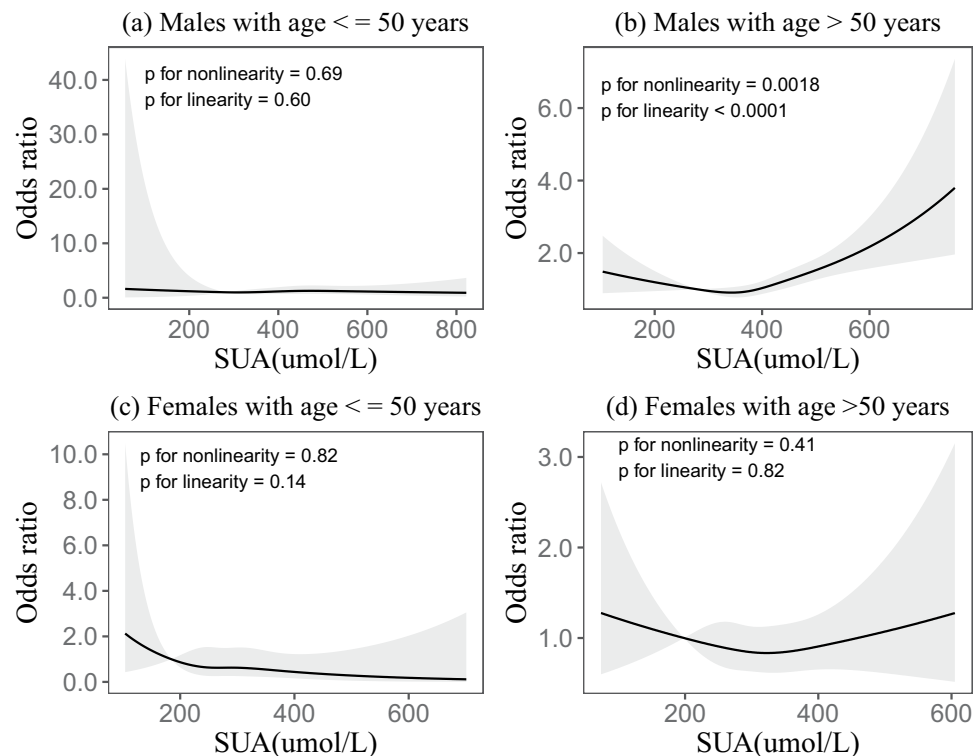 (a) Males with age < = 50 years
p for nonlinearity = 0.69
p for linearity = 0.60
Odds ratio
40.0
30.0
20.0
10.0
0.0
200
400
600
800
SUA(umol/L)
(b) Males with age > 50 years
p for nonlinearity = 0.0018
p for linearity < 0.0001
Odds ratio
6.0
4.0
2.0
200
400
600
SUA(umol/L)
(c) Females with age < = 50 years
p for nonlinearity = 0.82
p for linearity = 0.14
Odds ratio
10.0
8.0
6.0
4.0
2.0
0.0
200
400
600
SUA(umol/L)
(d) Females with age >50 years
p for nonlinearity = 0.41
p for linearity = 0.82
Odds ratio
3.0
2.0
1.0
200
400
600
SUA(umol/L)